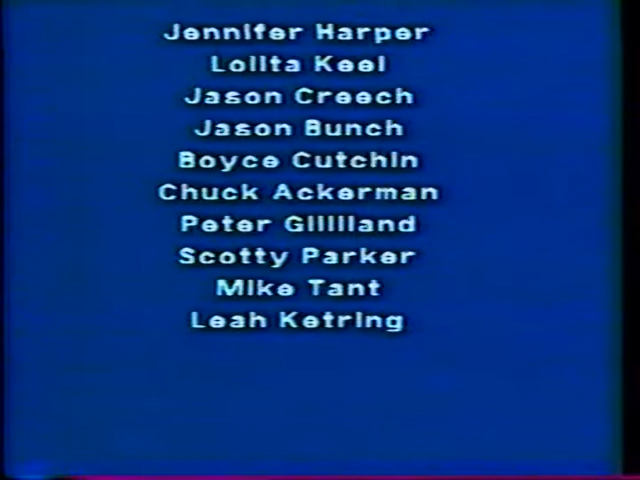 Jennifer Harper
Lolita Keel
Jason Creech
Jason Bunch
Boyce Cutchin
Chuck Ackerman
Peter Gilliland
Scotty Parker
Mike Tant
Leah Ketring